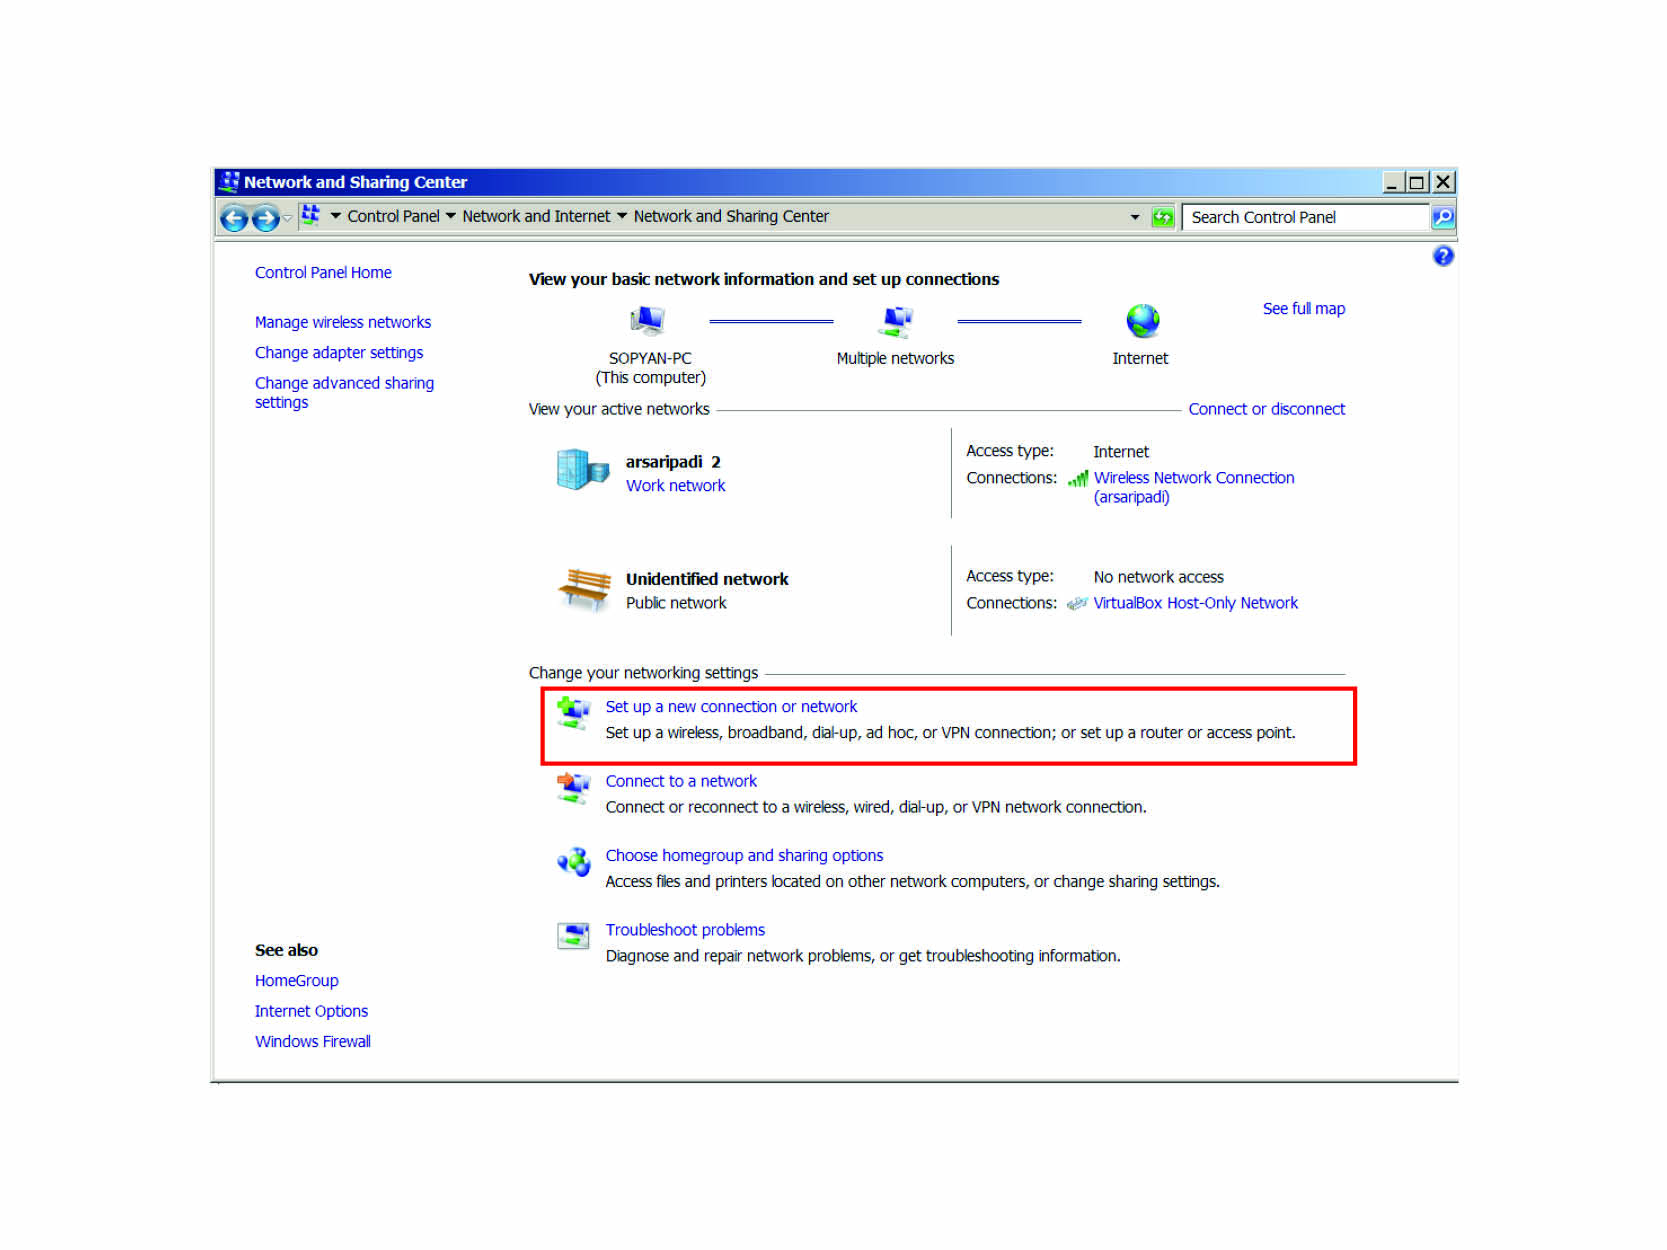 Network and Sharing Center
Control Panel Network and Internet Network and Sharing Center
Search Control Panel
Control Panel Home
Manage wireless networks
Change adapter settings
Change advanced sharing
settings
See also
HomeGroup
Internet Options
Windows Firewall
View your basic network information and set up connections
See full map
SOPYAN-PC
(This computer)
Multiple networks
Internet
View your active networks
Connect or disconnect
arsaripadi 2
Work network
Access type: Internet
Connections: Wireless Network Connection
(arsaripadi)
Unidentified network
Public network
Access type: No network access
Connections: VirtualBox Host-Only Network
Change your networking settings
Set up a new connection or network
Set up a wireless, broadband, dial-up, ad hoc, or VPN connection; or set up a router or access point.
Connect to a network
Connect or reconnect to a wireless, wired, dial-up, or VPN network connection.
Choose homegroup and sharing options
Access files and printers located on other network computers, or change sharing settings.
Troubleshoot problems
Diagnose and repair network problems, or get troubleshooting information.